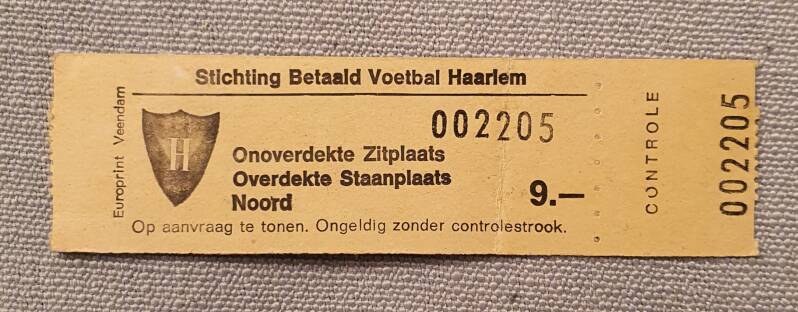 Stichting Betaald Voetbal Haarlem
Europrint Veendam
H
002205
Onoverdekte Zitplaats
Overdekte Staanplaats
Noord
9.—
Op aanvraag te tonen. Ongeldig zonder controlestrook.
CONTROLE
002205